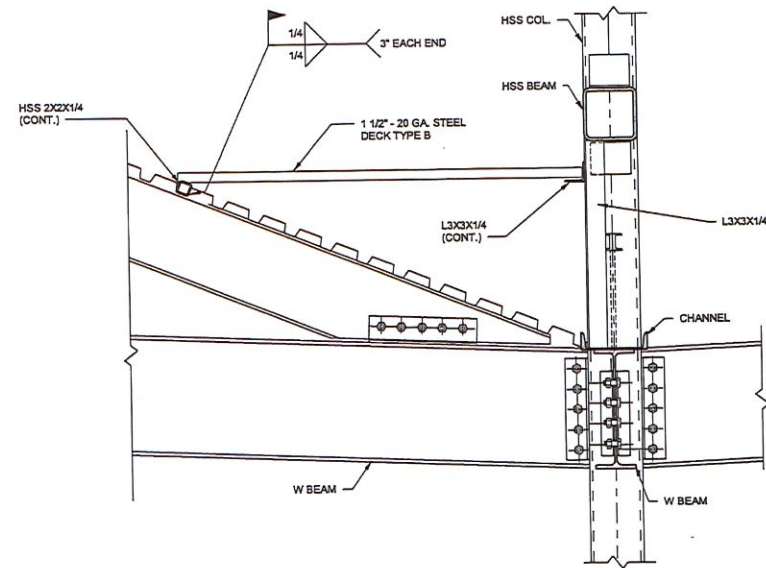 HSS COL.
1/4
1/4
3" EACH END
HSS BEAM
HSS 2X2X1/4
(CONT.)
1 1/2" - 20 GA. STEEL
DECK TYPE B
L3X3X1/4
(CONT.)
L3X3X1/4
CHANNEL
W BEAM
W BEAM